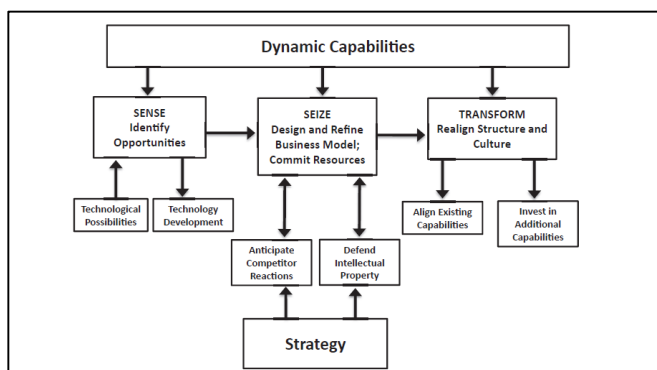 Dynamic Capabilities
SENSE
Identify
Opportunities
SEIZE
Design and Refine
Business Model;
Commit Resources
TRANSFORM
Realign Structure and
Culture
Technological
Possibilities
Technology
Development
Align Existing
Capabilities
Invest in
Additional
Capabilities
Anticipate
Competitor
Reactions
Defend
Intellectual
Property
Strategy